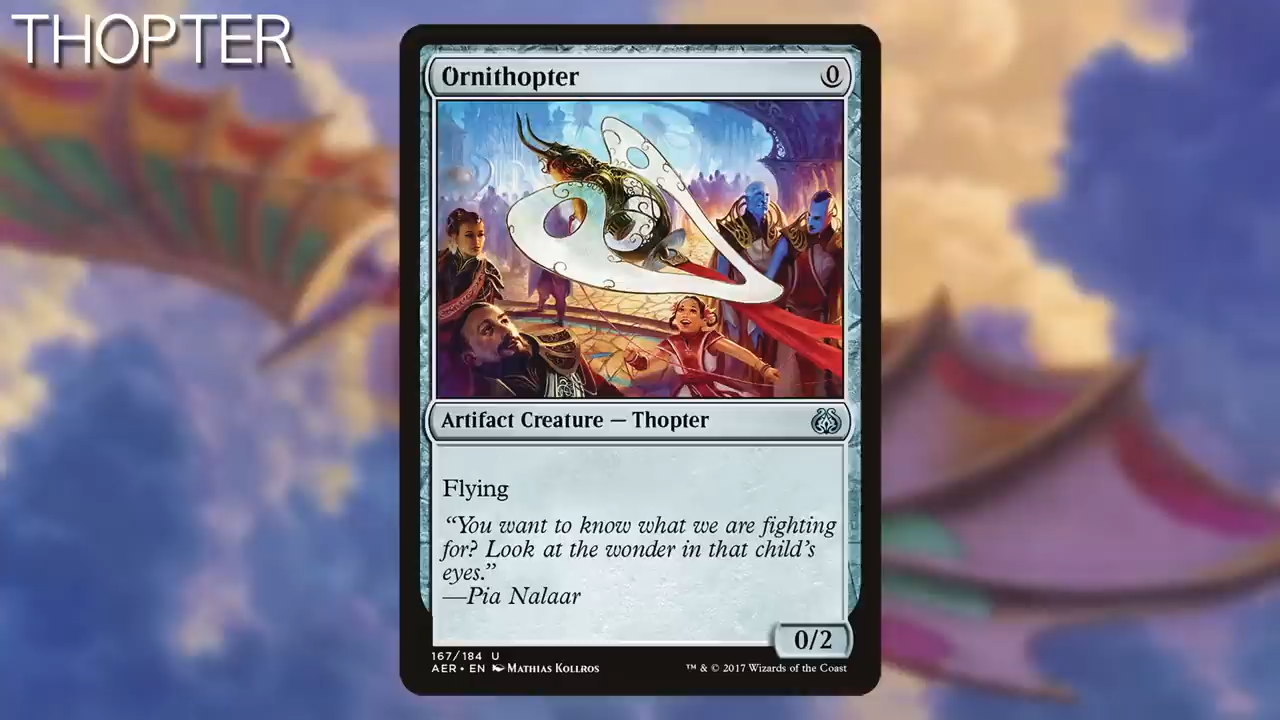 THOPTER
Ornithopter 0
Artifact Creature — Thopter
Flying
“You want to know what we are fighting
for? Look at the wonder in that child’s
eyes.”
—Pia Nalaar
0/2
167/184 U
AER • EN Mathias Kollros
™ & © 2017 Wizards of the Coast